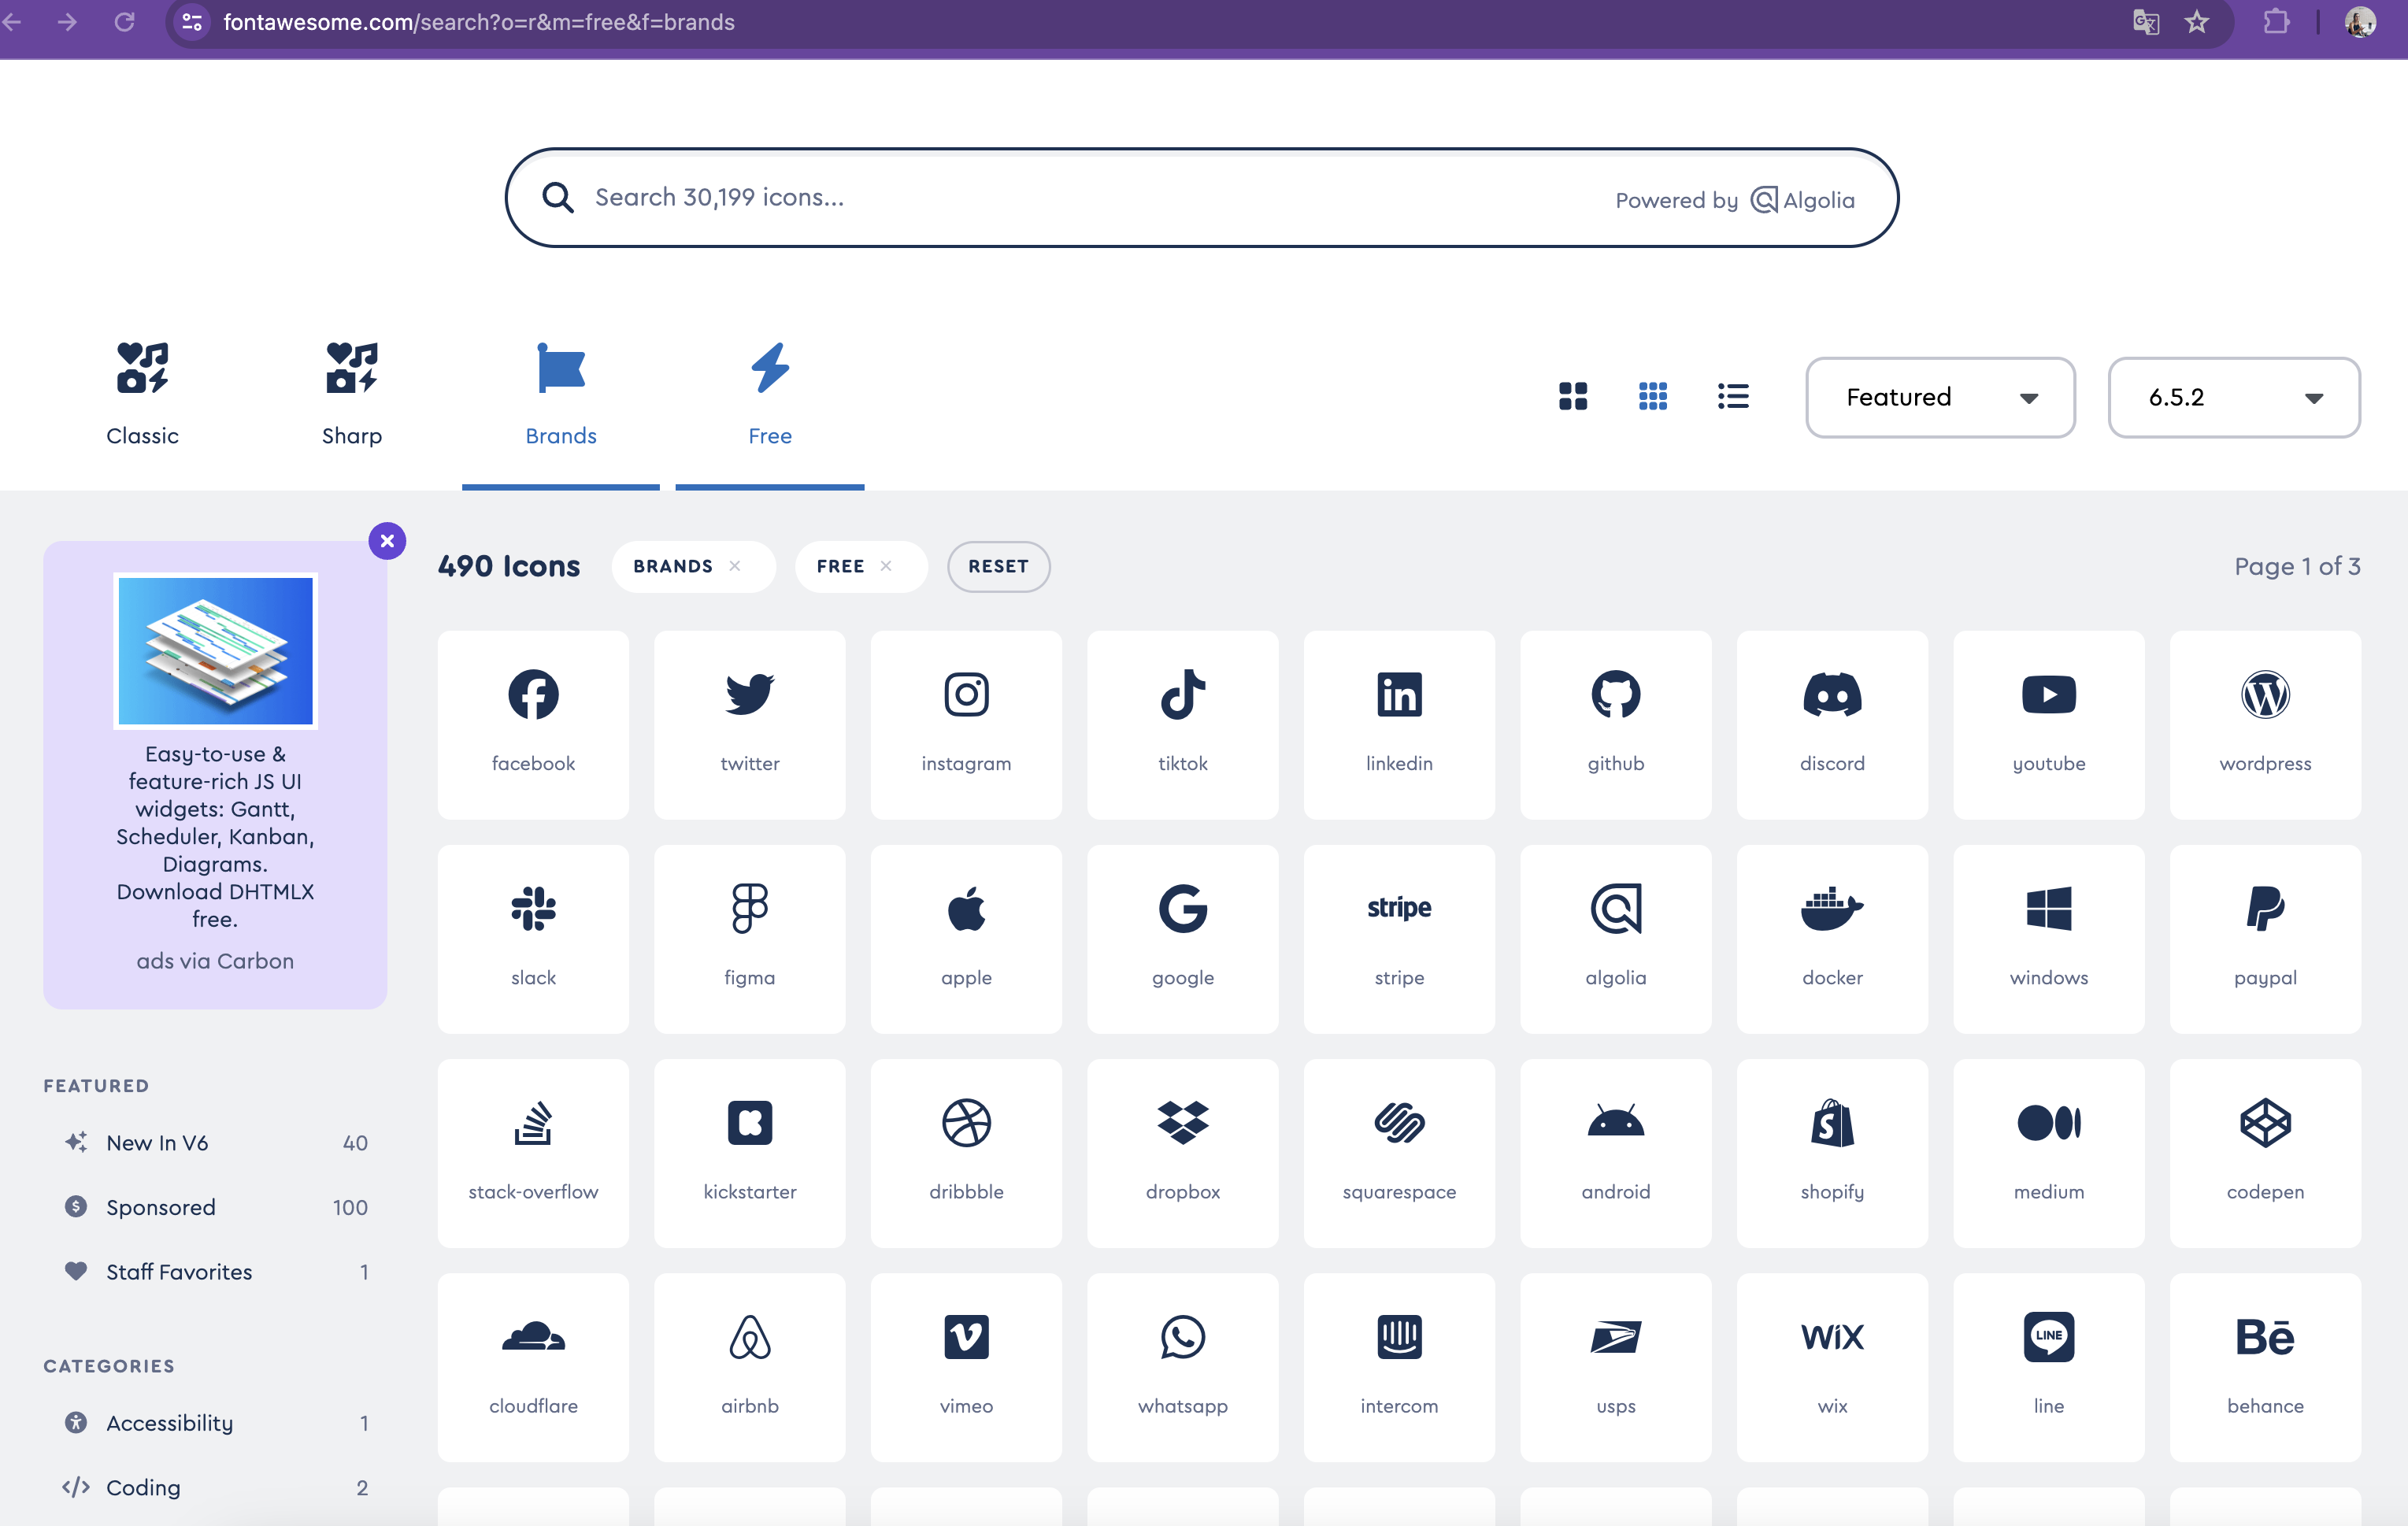 fontawesome.com/search?o=r&m=free&f=brands
Search 30,199 icons...
Powered by Algolia
Classic
Sharp
Brands
Free
Featured
6.5.2
Easy-to-use &
feature-rich JS UI
widgets: Gantt,
Scheduler, Kanban,
Diagrams.
Download DHTMLX
free.
ads via Carbon
FEATURED
New In V6 40
Sponsored 100
Staff Favorites 1
CATEGORIES
Accessibility 1
Coding 2
490 Icons BRANDS × FREE × RESET
Page 1 of 3
facebook
twitter
instagram
tiktok
in
linkedin
github
discord
youtube
W
wordpress
slack
figma
apple
G
google
stripe
stripe
algolia
docker
windows
paypal
stack-overflow
K
kickstarter
dribbble
dropbox
squarespace
android
S
shopify
medium
codepen
cloudflare
airbnb
v
vimeo
whatsapp
intercom
usps
WiX
wix
LINE
line
Bē
behance